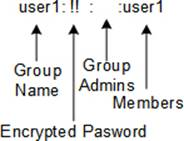 user1:!! :    :user1
Group
Name
Group
Admins
Members
Encrypted Pasword